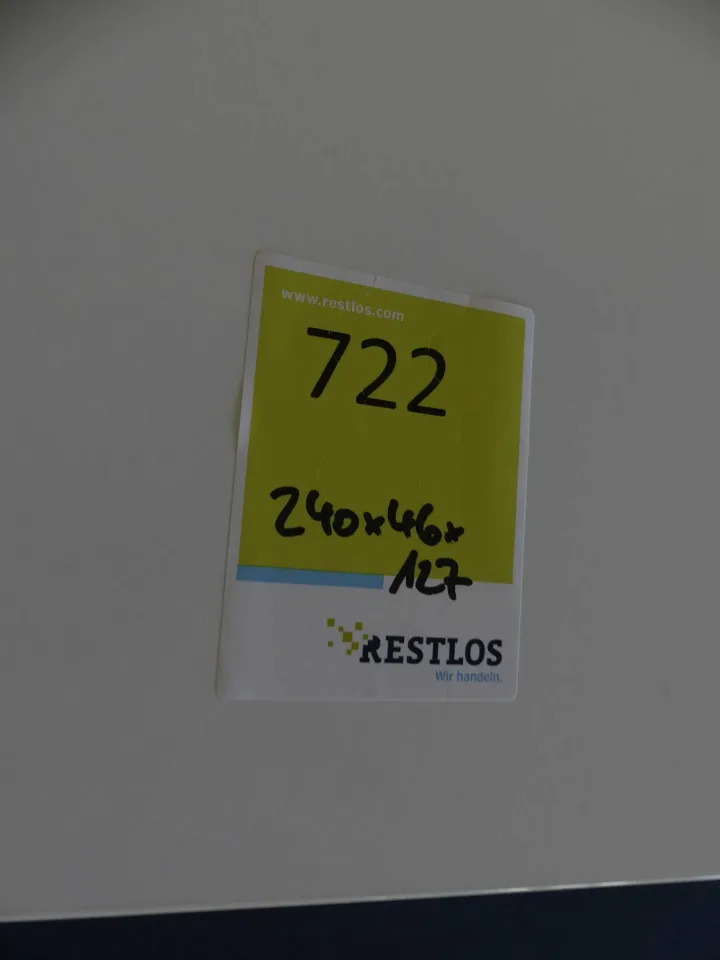 www.restlos.com
722
240x46x
127
RESTLOS
Wir handeln.